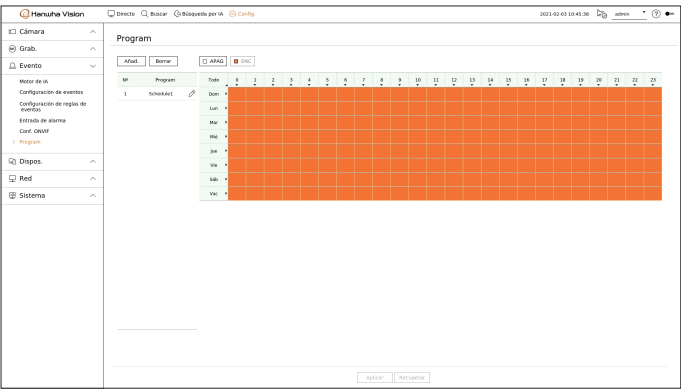 Hanwha Vision
Directo Buscar Búsqueda por IA Config.
2021-02-03 10:45:38 admin ?
Cámara
Grab.
Evento
Motor de IA
Configuración de eventos
Configuración de reglas de
eventos
Entrada de alarma
Conf. ONVIF
> Program
Dispos.
Red
Sistema
Program
Añad. Borrar APAG ENC
Nº Program Todo 0 1 2 3 4 5 6 7 8 9 10 11 12 13 14 15 16 17 18 19 20 21 22 23
1 Schedule1 Dom
Lun
Mar
Mié
Jue
Vie
Sáb
Vac
Aplicar Recuperar